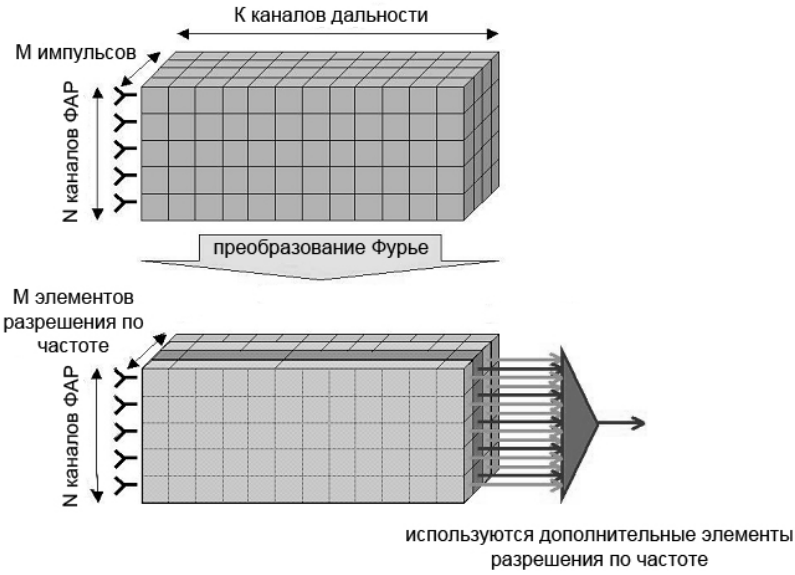 К каналов дальности
М импульсов
N каналов ФАР
преобразование Фурье
М элементов
разрешения по
частоте
N каналов ФАР
используются дополнительные элементы
разрешения по частоте